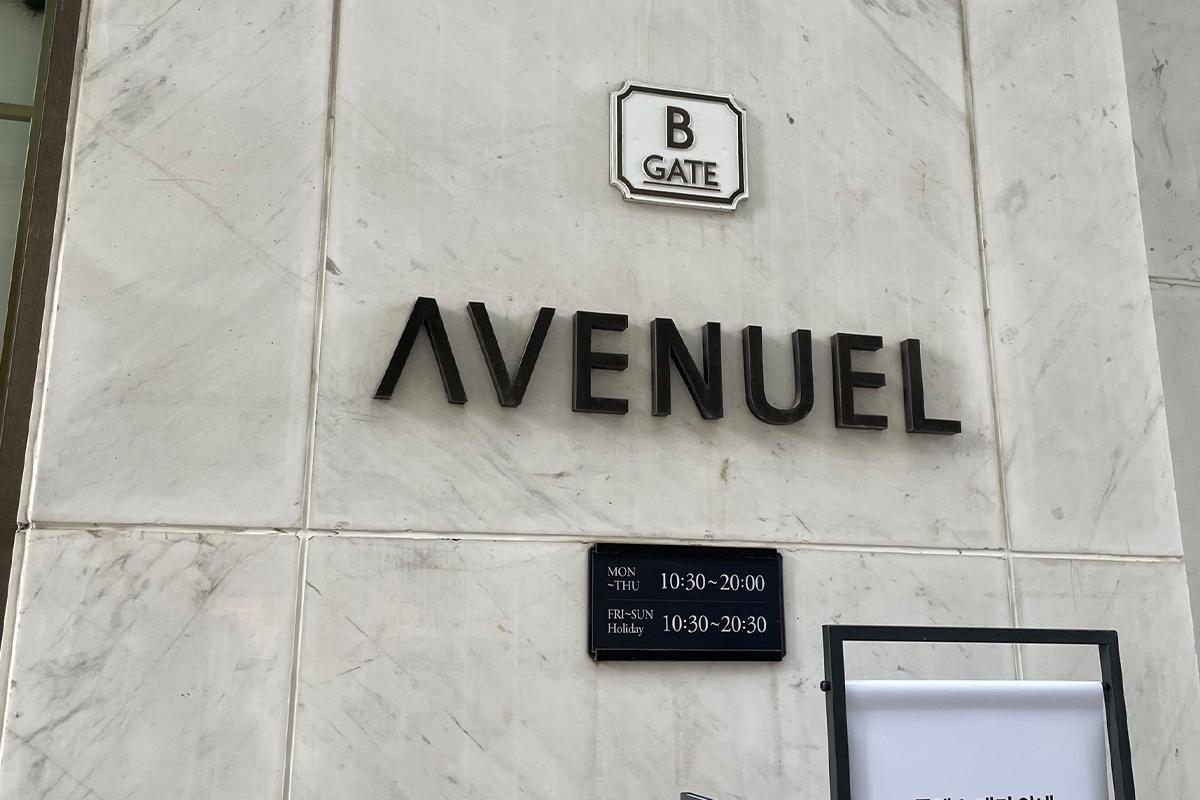 B
GATE
AVENUEL
MON
~THU 10:30~20:00
FRI~SUN
Holiday 10:30~20:30